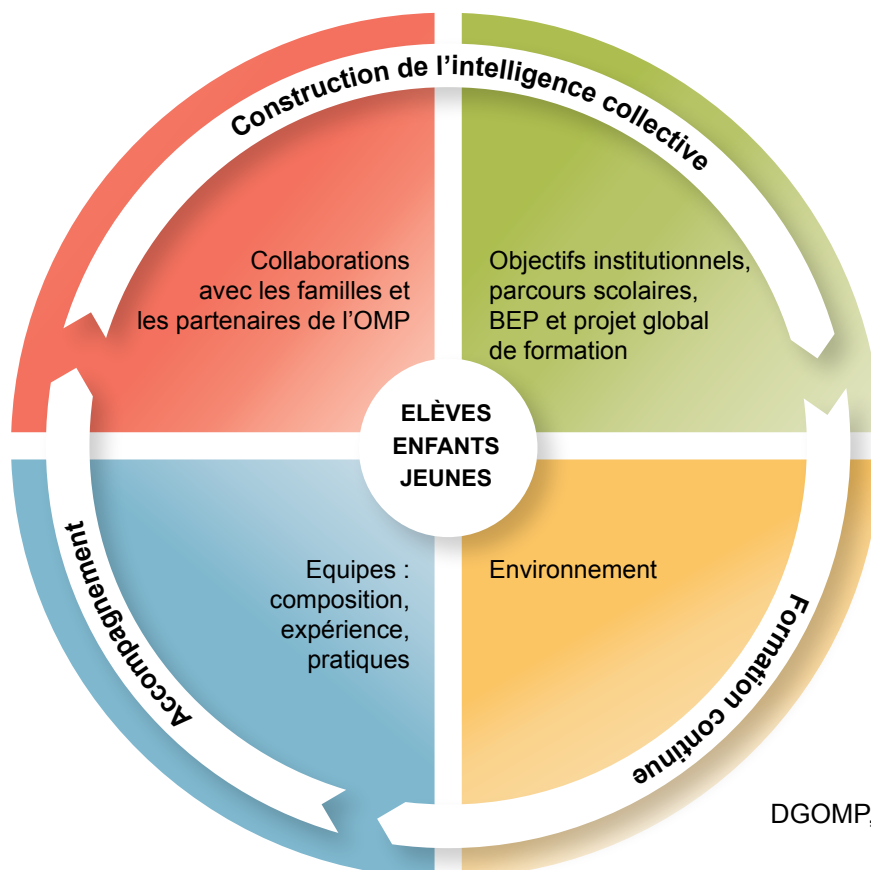 Construction de l'intelligence collective
Collaborations
avec les familles et
les partenaires de l'OMP
Objectifs institutionnels,
parcours scolaires,
BEP et projet global
de formation
ELÈVES
ENFANTS
JEUNES
Equipes :
composition,
expérience,
pratiques
Environnement
Accompagnement
Formation continue
DGOMP,